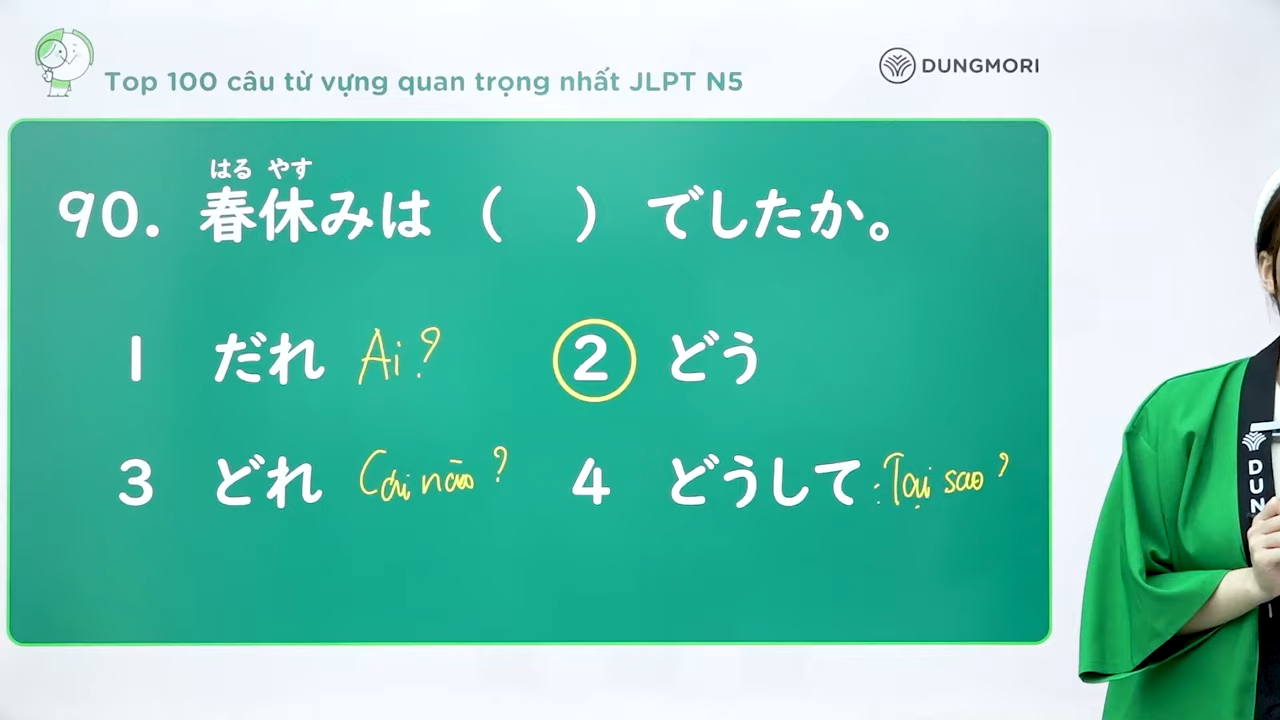 Top 100 câu từ vựng quan trọng nhất JLPT N5
DUNGMORI
はる やす
90. 春休みは ( ) でしたか。
1 だれ Ai? 2 どう
3 どれ Cái nào? 4 どうして : Tại sao?
DUN